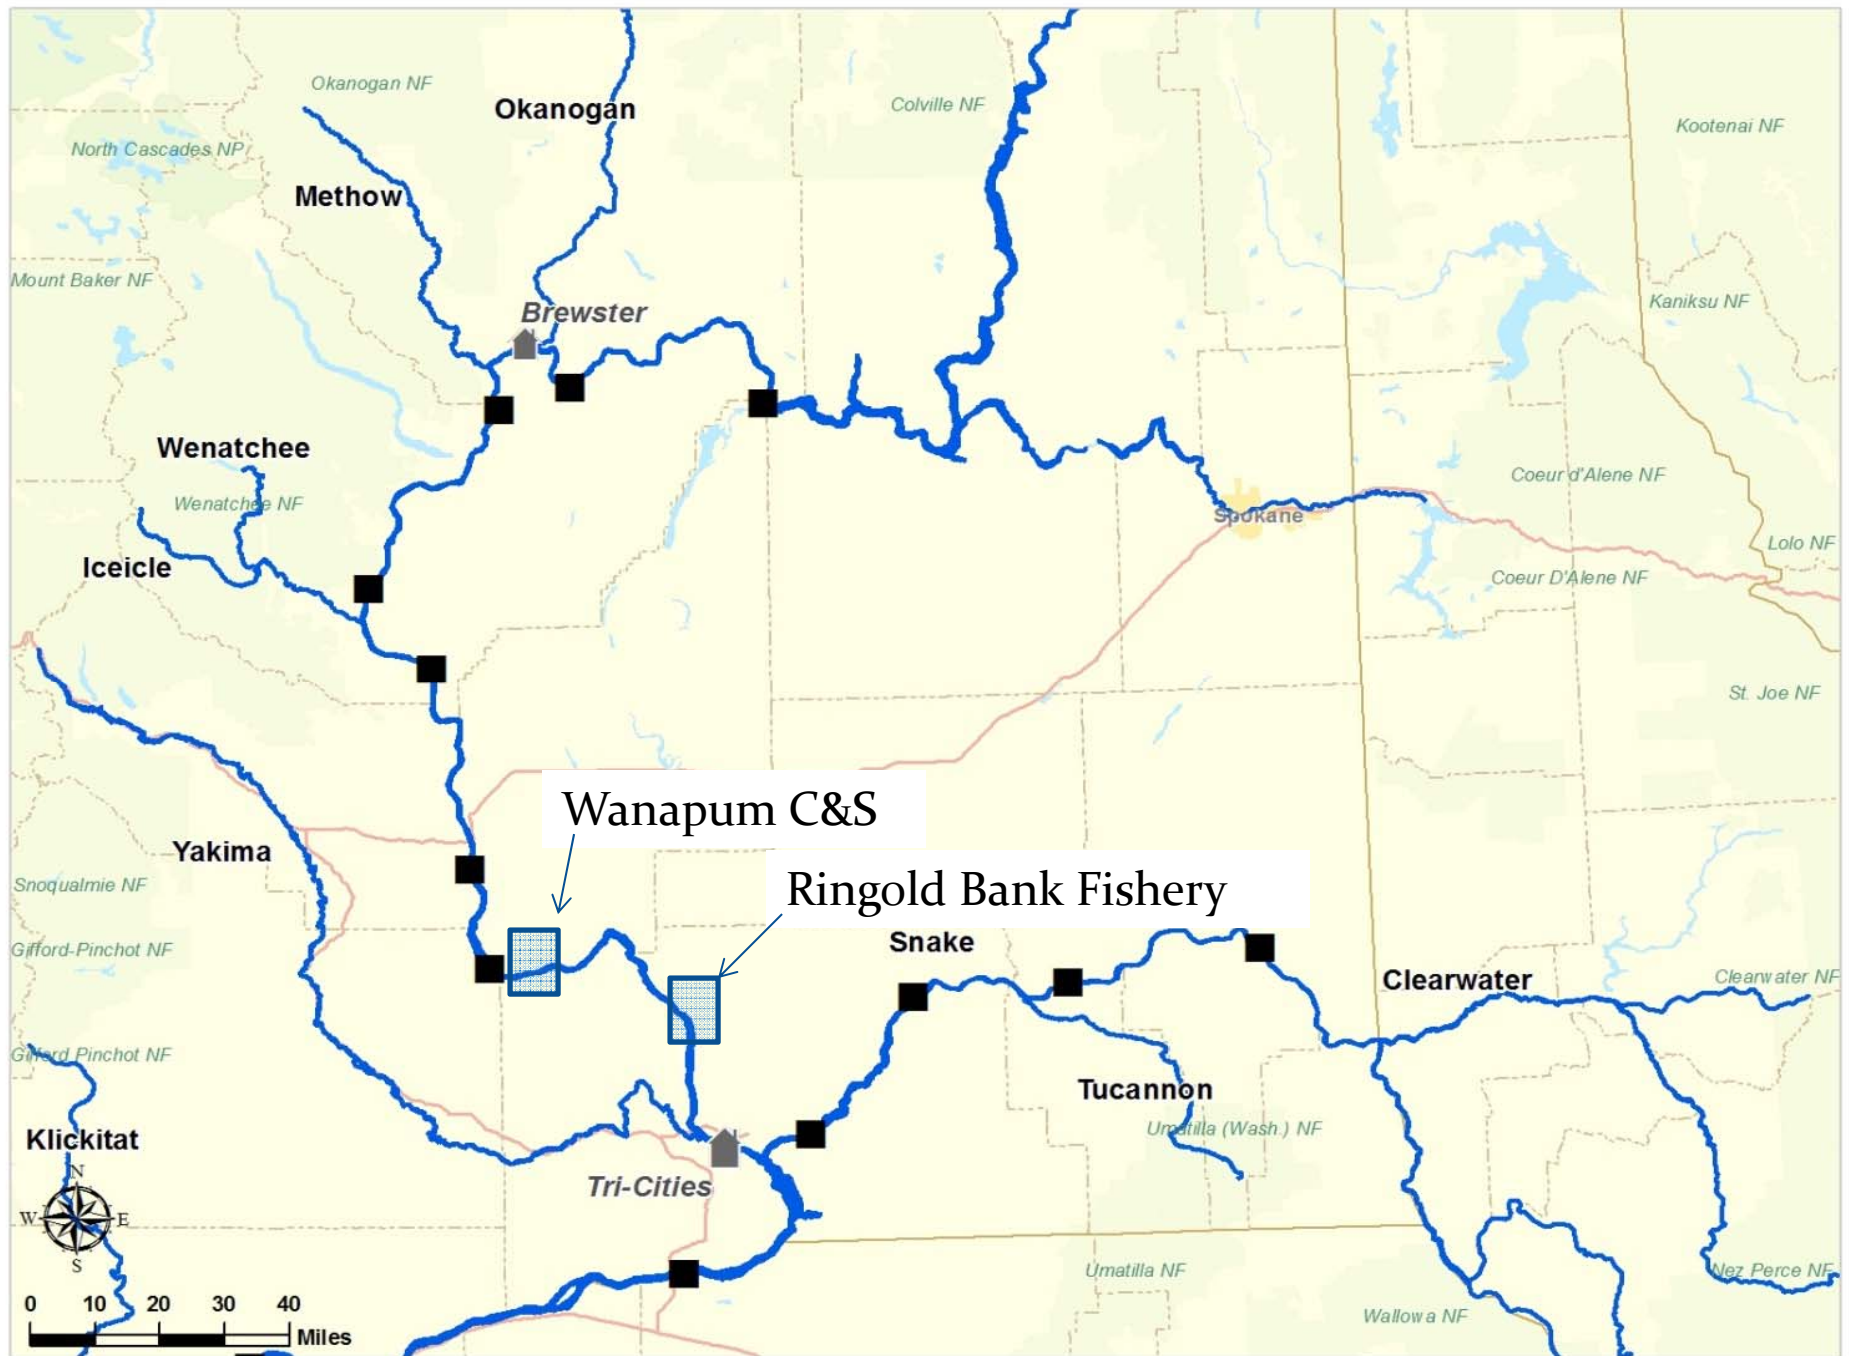 Okanogan NF
Okanogan
Colville NF
Kootenai NF
North Cascades NP
Methow
Mount Baker NF
Kaniksu NF
Brewster
Wenatchee
Wenatchee NF
Coeur d'Alene NF
Spokane
Lolo NF
Iceicle
Coeur D'Alene NF
St. Joe NF
Wanapum C&S
Yakima
Ringold Bank Fishery
Snoqualmie NF
Snake
Gifford-Pinchot NF
Clearwater
Clearwater NF
Gifford Pinchot NF
Tucannon
Umatilla (Wash.) NF
Klickitat
N
Tri-Cities
W
E
S
Umatilla NF
Nez Perce NF
0 10 20 30 40
Wallowa NF
Miles